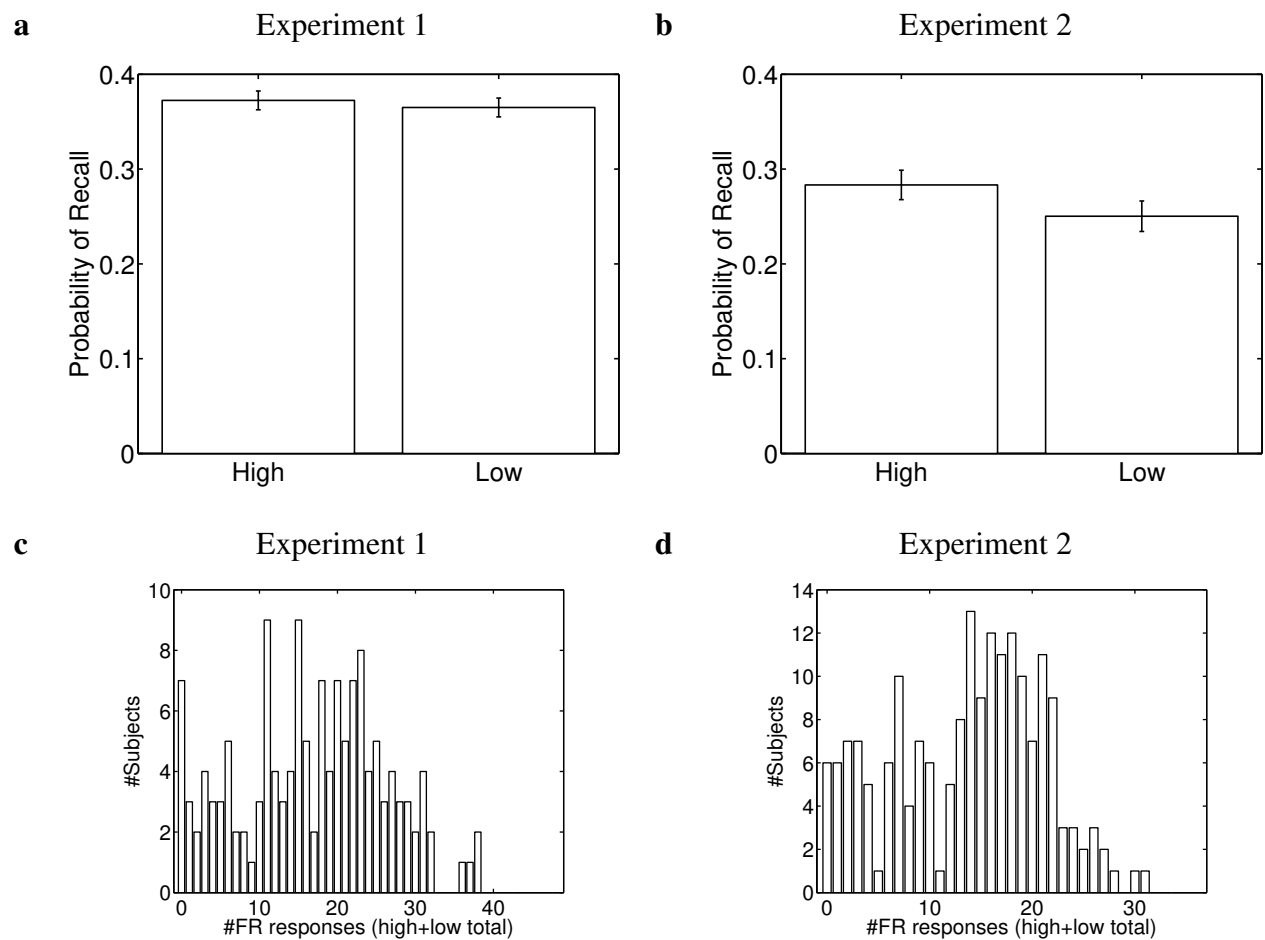 a
Experiment 1
b
Experiment 2
0.4
0.3
0.2
0.1
0
Probability of Recall
High
Low
0.4
0.3
0.2
0.1
0
Probability of Recall
High
Low
c
Experiment 1
d
Experiment 2
10
8
6
4
2
0
#Subjects
0
10
20
30
40
#FR responses (high+low total)
14
12
10
8
6
4
2
0
#Subjects
0
10
20
30
#FR responses (high+low total)